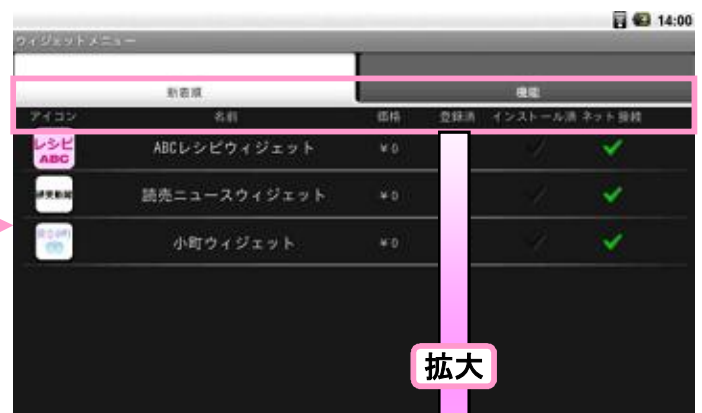 14:00
ウィジェットメニュー
新着順 機能
アイコン 名前 価格 登録済 インストール済 ネット接続
レシピ ABC ABCレシピウィジェット ¥0
読売新聞 読売ニュースウィジェット ¥0
小町ウィジェット ¥0
拡大